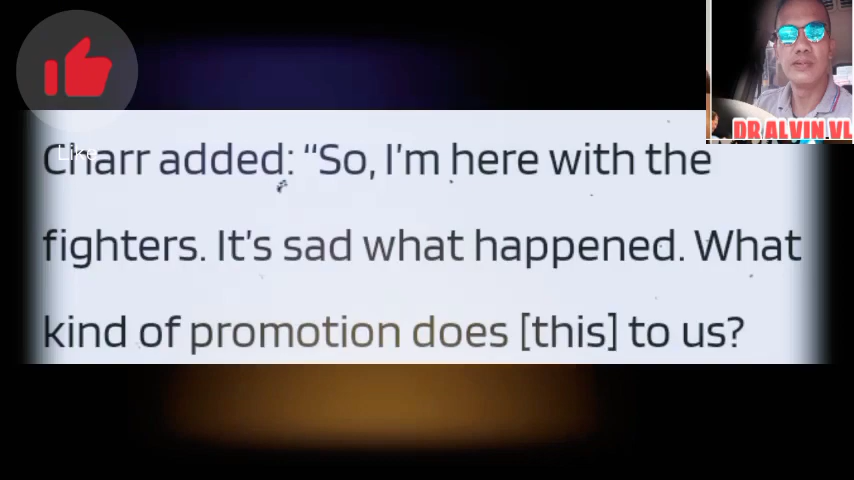 Like
DR ALVIN VL
Charr added: “So, I’m here with the
fighters. It’s sad what happened. What
kind of promotion does [this] to us?